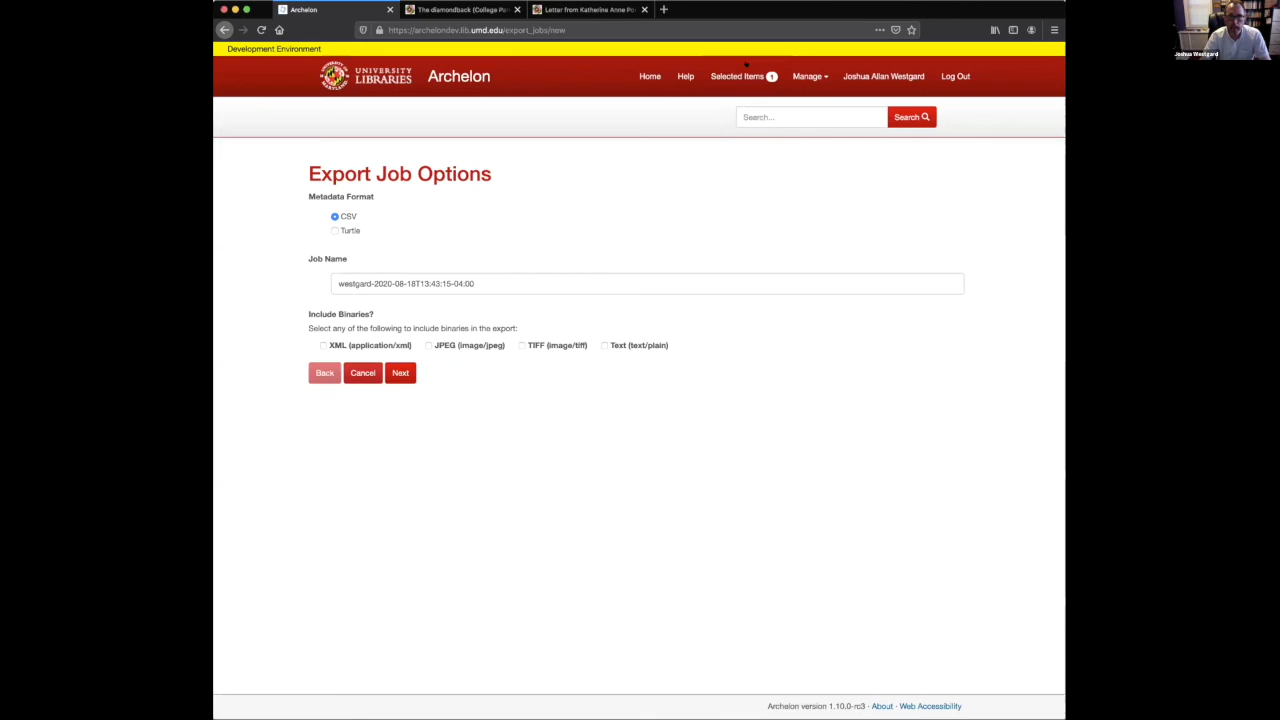 Archelon
The diamondback (College Par
Letter from Katherine Anne Po
https://archelondev.lib.umd.edu/export_jobs/new
Joshua Westgard
Development Environment
UNIVERSITY
LIBRARIES
Archelon
Home
Help
Selected Items 1
Manage
Joshua Allan Westgard
Log Out
Search...
Search
Export Job Options
Metadata Format
CSV
Turtle
Job Name
westgard-2020-08-18T13:43:15-04:00
Include Binaries?
Select any of the following to include binaries in the export:
XML (application/xml) JPEG (image/jpeg) TIFF (image/tiff) Text (text/plain)
Back Cancel Next
Archelon version 1.10.0-rc3 · About · Web Accessibility